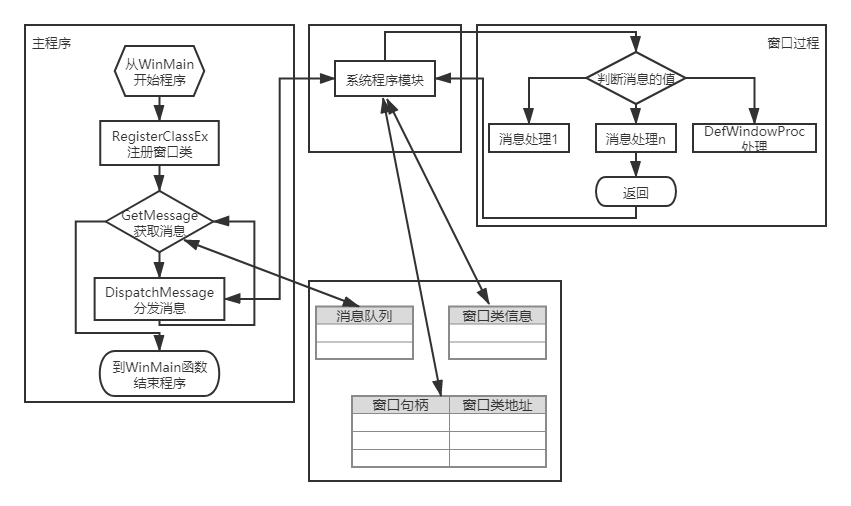 主程序
从WinMain
开始程序
RegisterClassEx
注册窗口类
GetMessage
获取消息
DispatchMessage
分发消息
到WinMain函数
结束程序
系统程序模块
窗口过程
判断消息的值
消息处理1
消息处理n
DefWindowProc
处理
返回
消息队列
窗口类信息
窗口句柄
窗口类地址